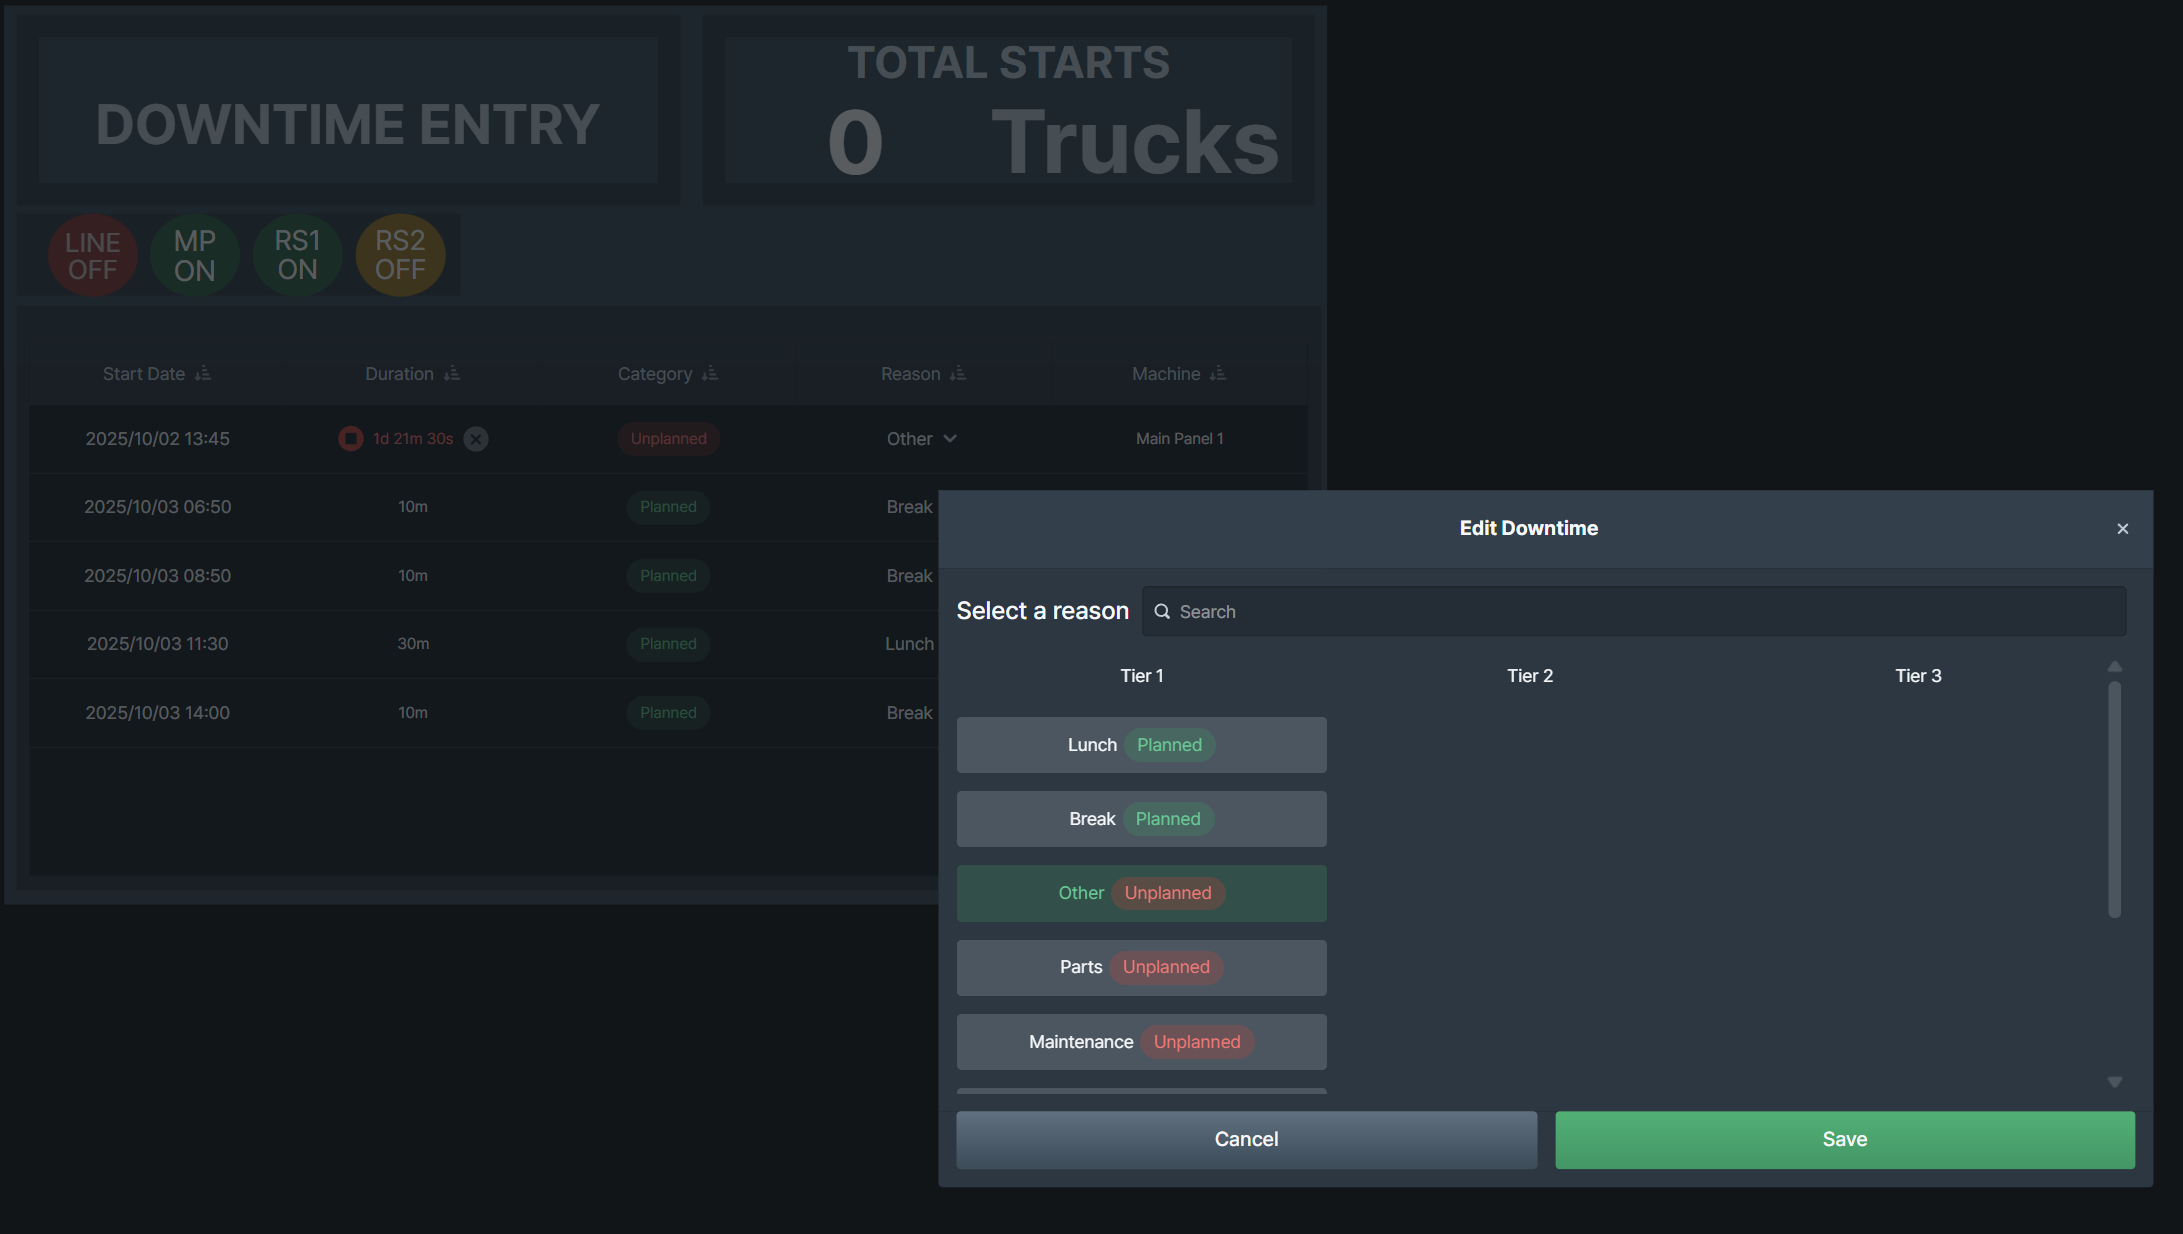 DOWNTIME ENTRY
TOTAL STARTS
0 Trucks
LINE OFF
MP ON
RS1 ON
RS2 OFF
Start Date Duration Category Reason Machine
2025/10/02 13:45 1d 21m 30s Unplanned Other Main Panel 1
2025/10/03 06:50 10m Planned Break
2025/10/03 08:50 10m Planned Break
2025/10/03 11:30 30m Planned Lunch
2025/10/03 14:00 10m Planned Break
Edit Downtime
Select a reason Search
Tier 1 Tier 2 Tier 3
Lunch Planned
Break Planned
Other Unplanned
Parts Unplanned
Maintenance Unplanned
Cancel Save